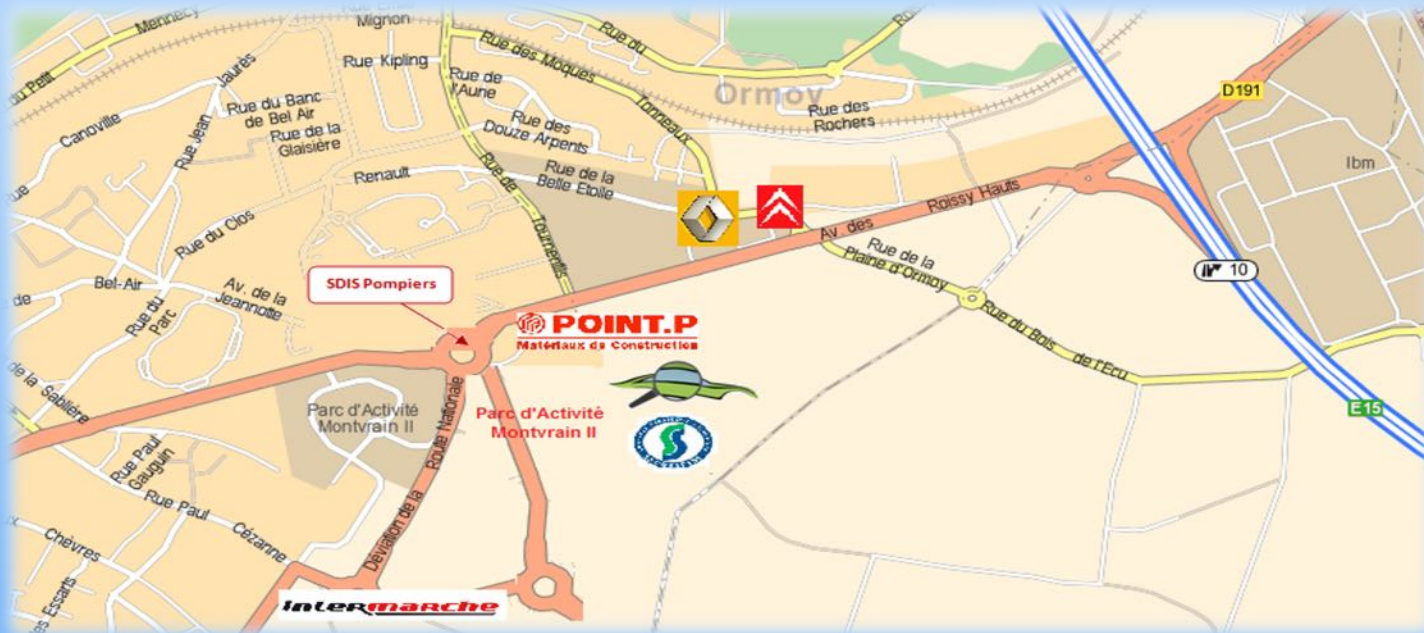 Mennecy
du Petit
Mignon
Rue Kipling
Rue des Moques
Rue du
Tonneaux
Ormoy
Rue des
Rochers
D191
Ibm
Canoville
Rue Jean
Jaurès
Rue du Banc
de Bel Air
Rue de la
Glaisière
Rue de
l'Aune
Rue des
Douze Arpents
Rue de la
Belle Etoile
Renault
Rue du Clos
Rue de
Tournenfils
Av. des
Roissy Hauts
Rue de la
Plaine d'Ormoy
Rue du Bois
de l'Ecu
10
E15
Bel-Air
de
Rue du
Parc
Av. de la
Jeannotte
SDIS Pompiers
POINT.P
Matériaux de Construction
de la Sablière
Parc d'Activité
Montvrain II
Parc d'Activité
Montvrain II
Déviation de la
Route Nationale
Rue Paul
Gauguin
Rue Paul
Cézanne
Chèvres
Essarts
InterMarche